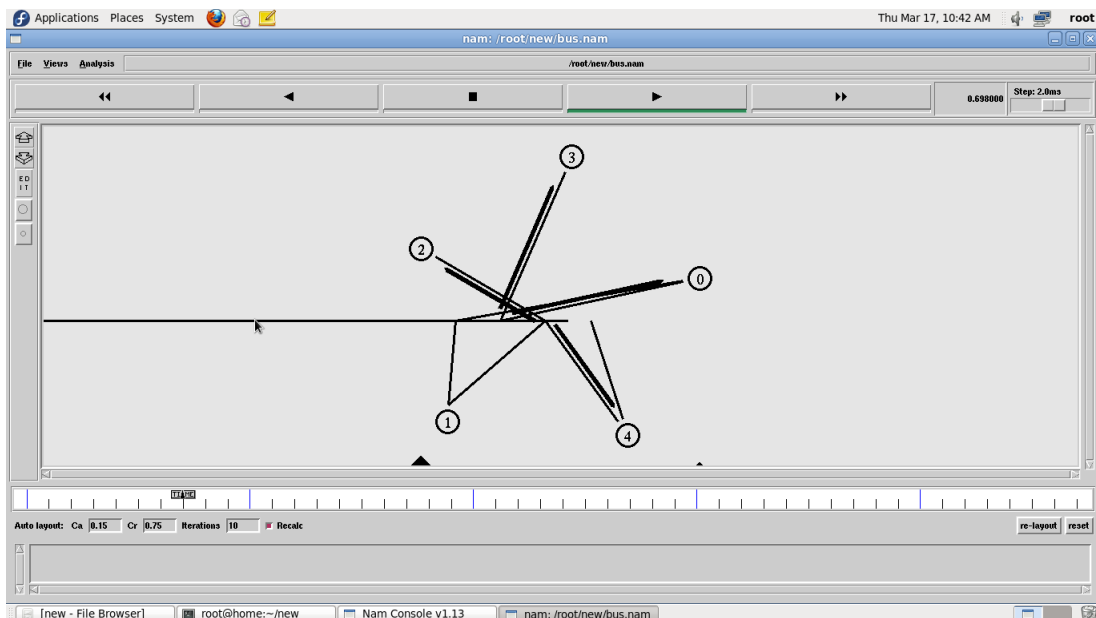 Applications Places System Thu Mar 17, 10:42 AM root
nam: /root/new/bus.nam
File Views Analysis /root/new/bus.nam
0.698000 Step: 2.0ms
3
ED
IT
2
0
1
4
TIME
Auto layout: Ca 0.15 Cr 0.75 Iterations 10 Recalc re-layout reset
[new - File Browser] root@home:~/new Nam Console v1.13 nam: /root/new/bus.nam